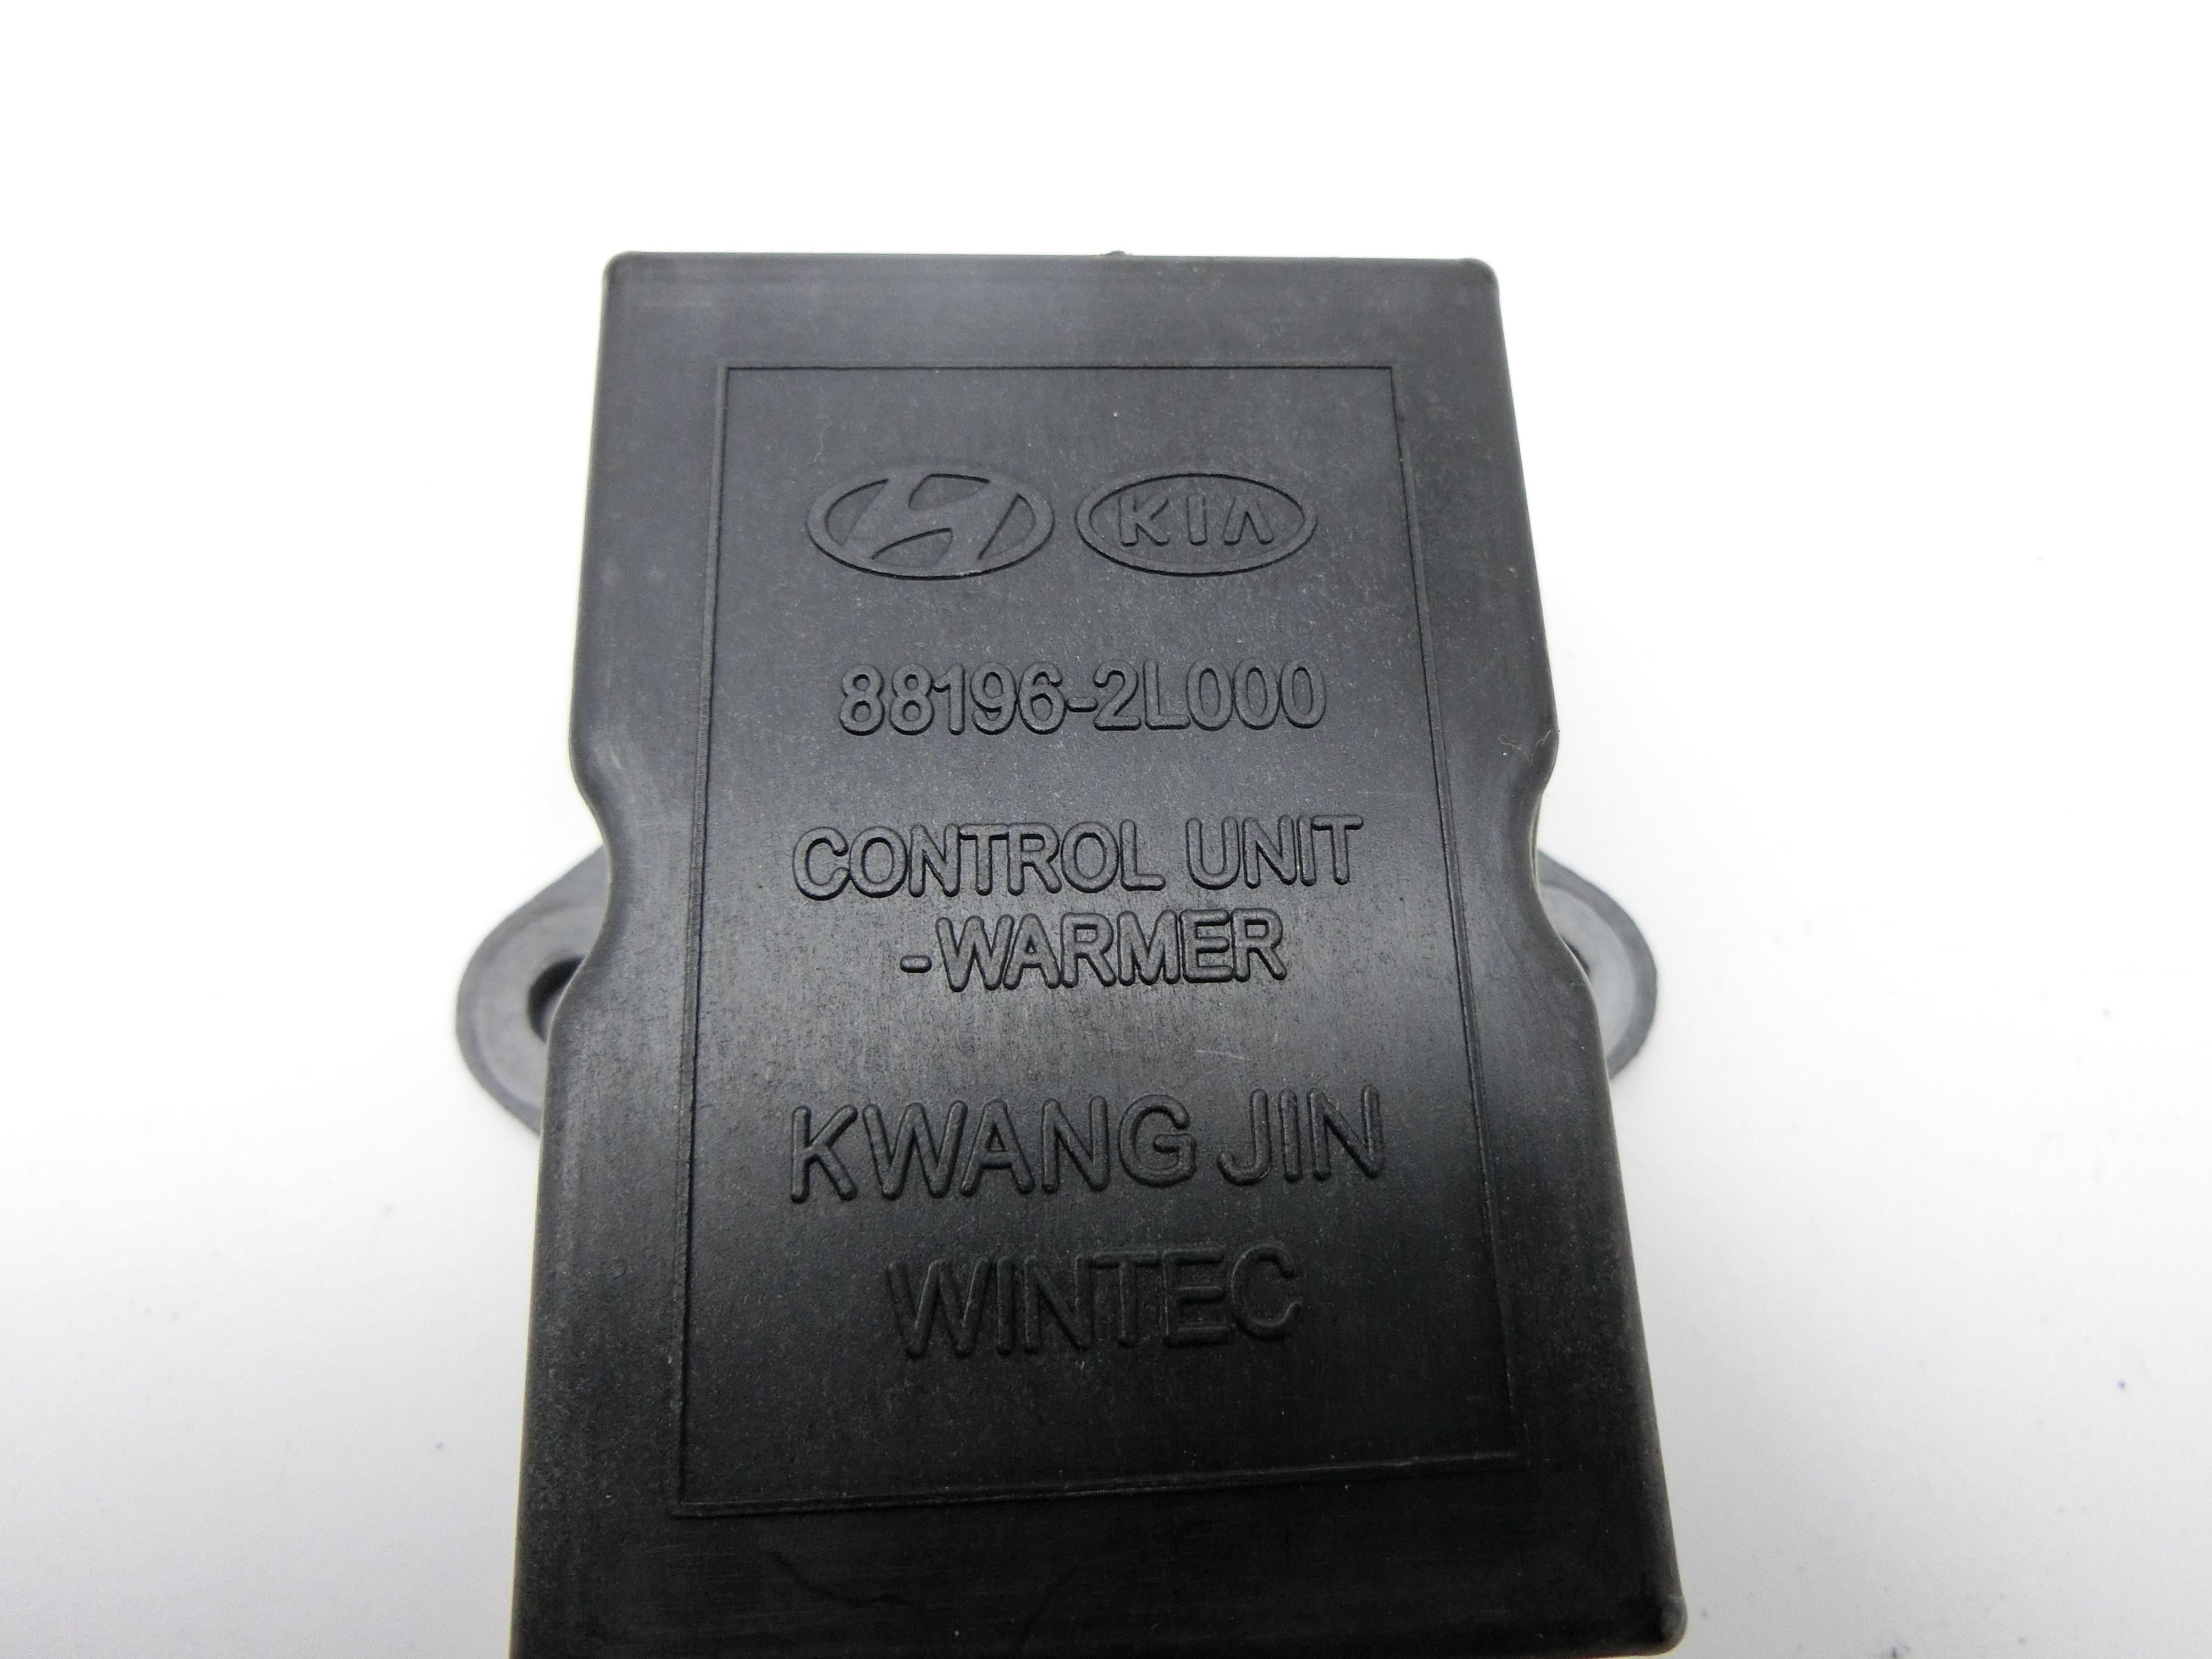 KIA
88196-2L000
CONTROL UNIT
-WARMER
KWANG JIN
WINTEC